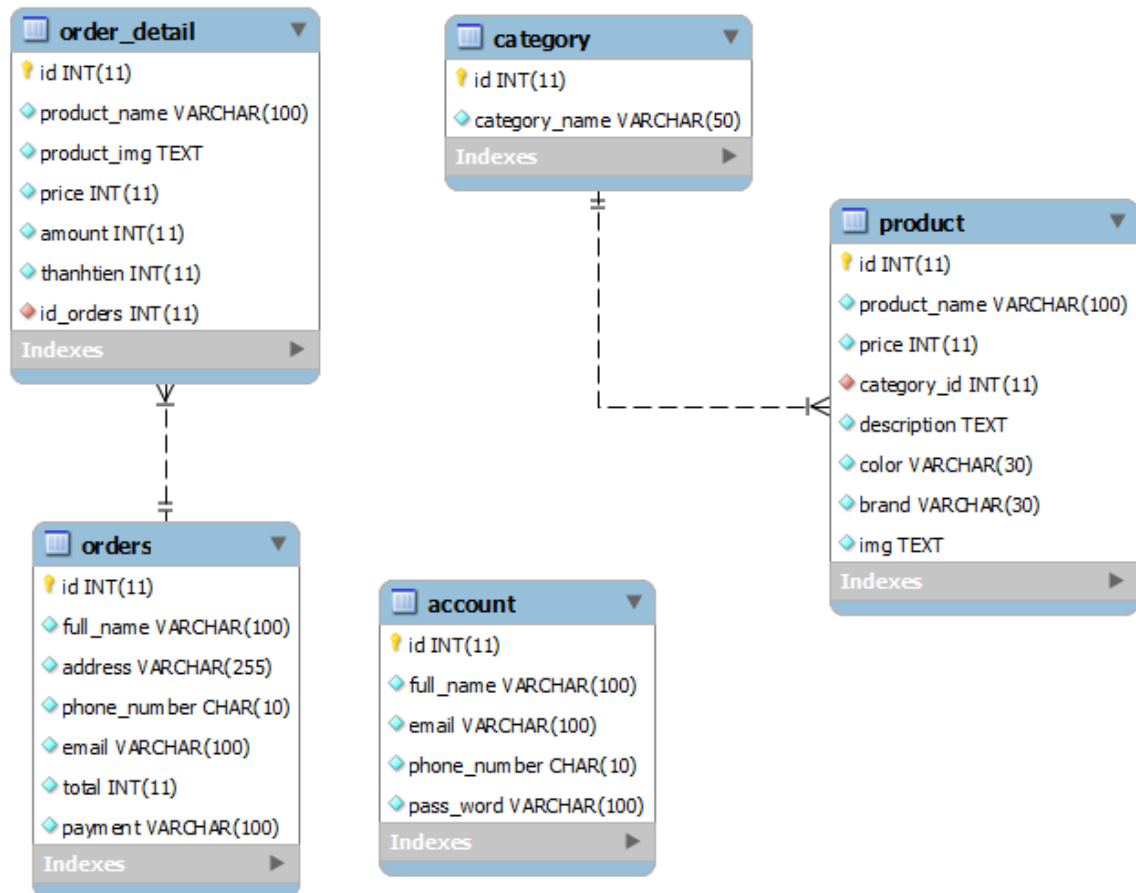 order_detail
id INT(11)
product_name VARCHAR(100)
product_img TEXT
price INT(11)
amount INT(11)
thanhtien INT(11)
id_orders INT(11)
Indexes
category
id INT(11)
category_name VARCHAR(50)
Indexes
product
id INT(11)
product_name VARCHAR(100)
price INT(11)
category_id INT(11)
description TEXT
color VARCHAR(30)
brand VARCHAR(30)
img TEXT
Indexes
orders
id INT(11)
full_name VARCHAR(100)
address VARCHAR(255)
phone_number CHAR(10)
email VARCHAR(100)
total INT(11)
payment VARCHAR(100)
Indexes
account
id INT(11)
full_name VARCHAR(100)
email VARCHAR(100)
phone_number CHAR(10)
pass_word VARCHAR(100)
Indexes